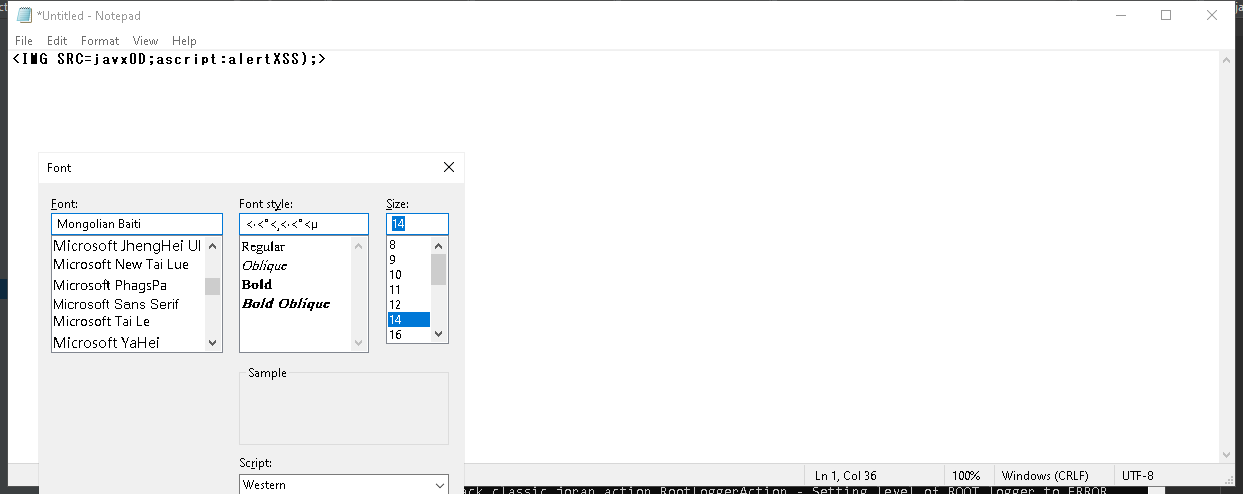 *Untitled - Notepad
File Edit Format View Help
<IMG SRC=javx0D;ascript:alertXSS);>
Font
Font: Font style: Size:
Mongolian Baiti <·<°<¸<·<°<µ 14
Microsoft JhengHei UI
Microsoft New Tai Lue
Microsoft PhagsPa
Microsoft Sans Serif
Microsoft Tai Le
Microsoft YaHei
Regular
Oblique
Bold
Bold Oblique
8
9
10
11
12
14
16
Sample
Script:
Western
Ln 1, Col 36 100% Windows (CRLF) UTF-8
ack.classic.joran.action.RootLoggerAction - Setting level of ROOT logger to ERROR